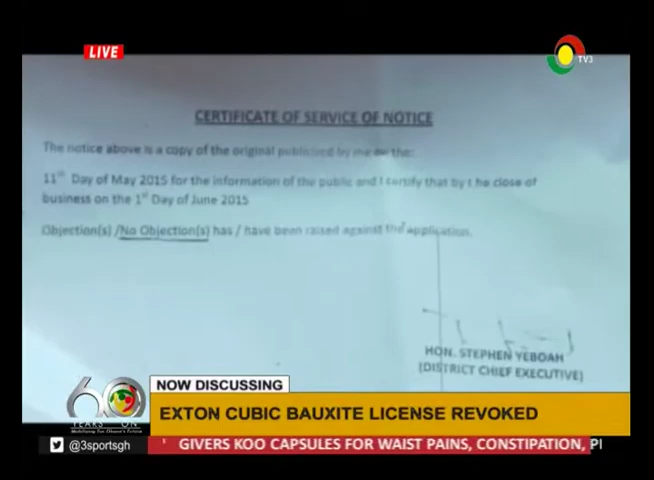 LIVE
TV3
CERTIFICATE OF SERVICE OF NOTICE
The notice above is a copy of the original published by me on the:
11th Day of May 2015 for the information of the public and I certify that by t he close of
business on the 1st Day of June 2015
Objection(s) /No Objection(s) has / have been raised against the application.
HON. STEPHEN YEBOAH
(DISTRICT CHIEF EXECUTIVE)
60
YEARS ON
NOW DISCUSSING
EXTON CUBIC BAUXITE LICENSE REVOKED
@3sportsgh
GIVERS KOO CAPSULES FOR WAIST PAINS, CONSTIPATION, PI